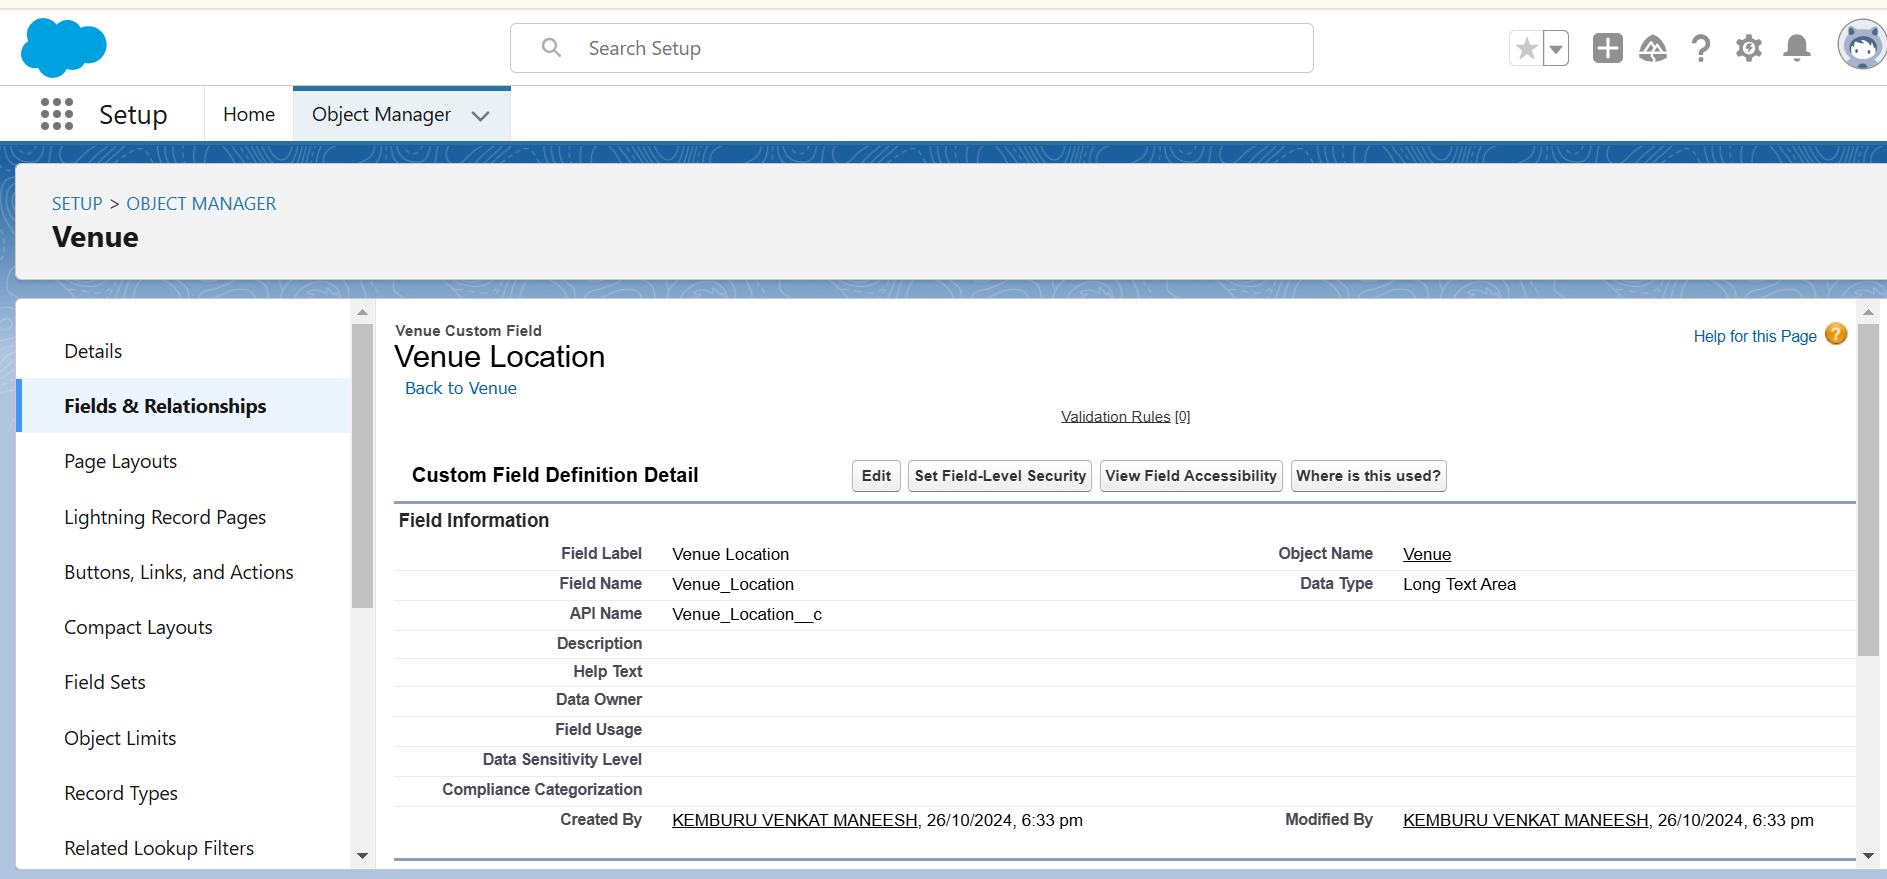 Search Setup
Setup
Home
Object Manager
SETUP > OBJECT MANAGER
Venue
Details
Fields & Relationships
Page Layouts
Lightning Record Pages
Buttons, Links, and Actions
Compact Layouts
Field Sets
Object Limits
Record Types
Related Lookup Filters
Venue Custom Field
Venue Location
Back to Venue
Help for this Page ?
Validation Rules [0]
Custom Field Definition Detail
Edit
Set Field-Level Security
View Field Accessibility
Where is this used?
Field Information
Field Label Venue Location Object Name Venue
Field Name Venue_Location Data Type Long Text Area
API Name Venue_Location__c
Description
Help Text
Data Owner
Field Usage
Data Sensitivity Level
Compliance Categorization
Created By KEMBURU VENKAT MANEESH, 26/10/2024, 6:33 pm Modified By KEMBURU VENKAT MANEESH, 26/10/2024, 6:33 pm